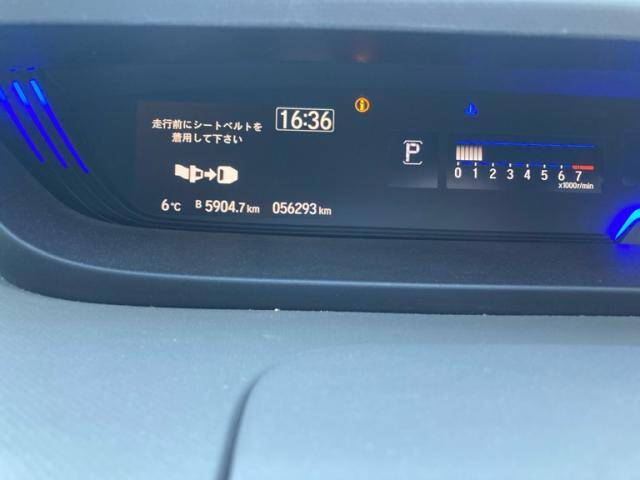 走行前にシートベルトを
着用して下さい
16:36
P
0 1 2 3 4 5 6 7
x1000r/min
6℃ B 5904.7km 056293km